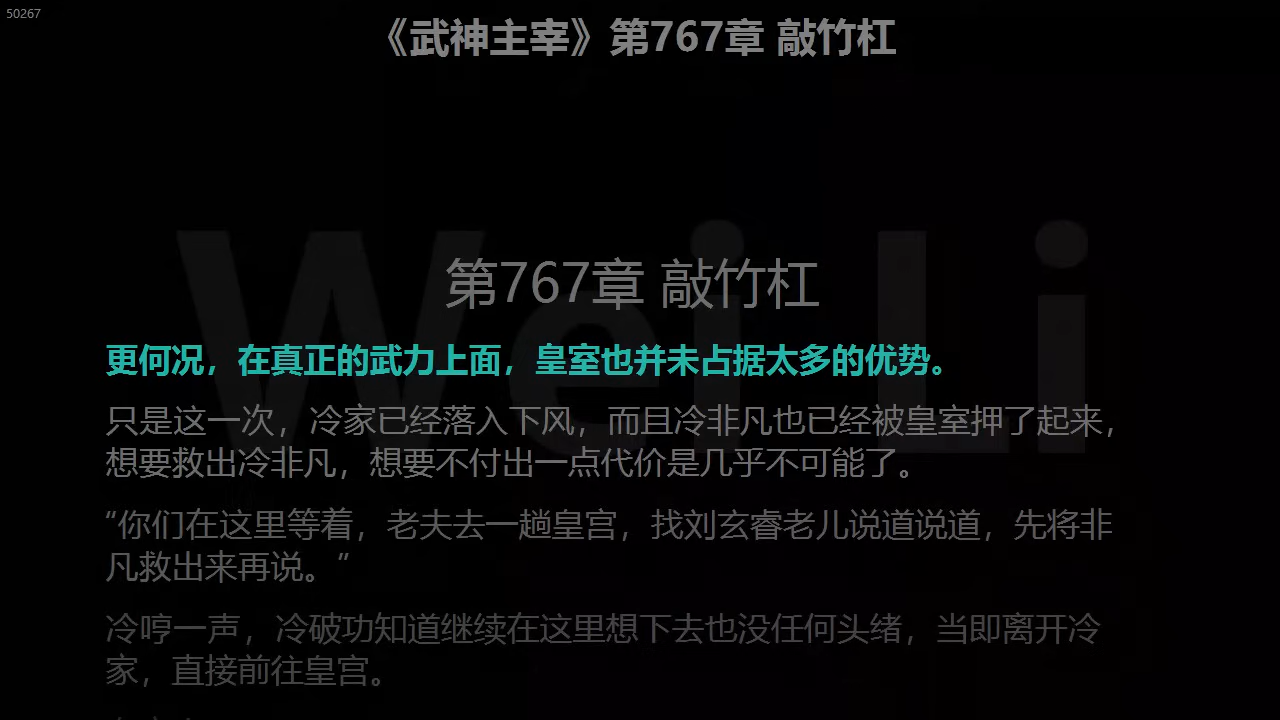 50267
《武神主宰》第767章 敲竹杠
Wei Li
第767章 敲竹杠
更何况，在真正的武力上面，皇室也并未占据太多的优势。
只是这一次，冷家已经落入下风，而且冷非凡也已经被皇室押了起来，
想要救出冷非凡，想要不付出一点代价是几乎不可能了。
“你们在这里等着，老夫去一趟皇宫，找刘玄睿老儿说道说道，先将非
凡救出来再说。”
冷哼一声，冷破功知道继续在这里想下去也没任何头绪，当即离开冷
家，直接前往皇宫。